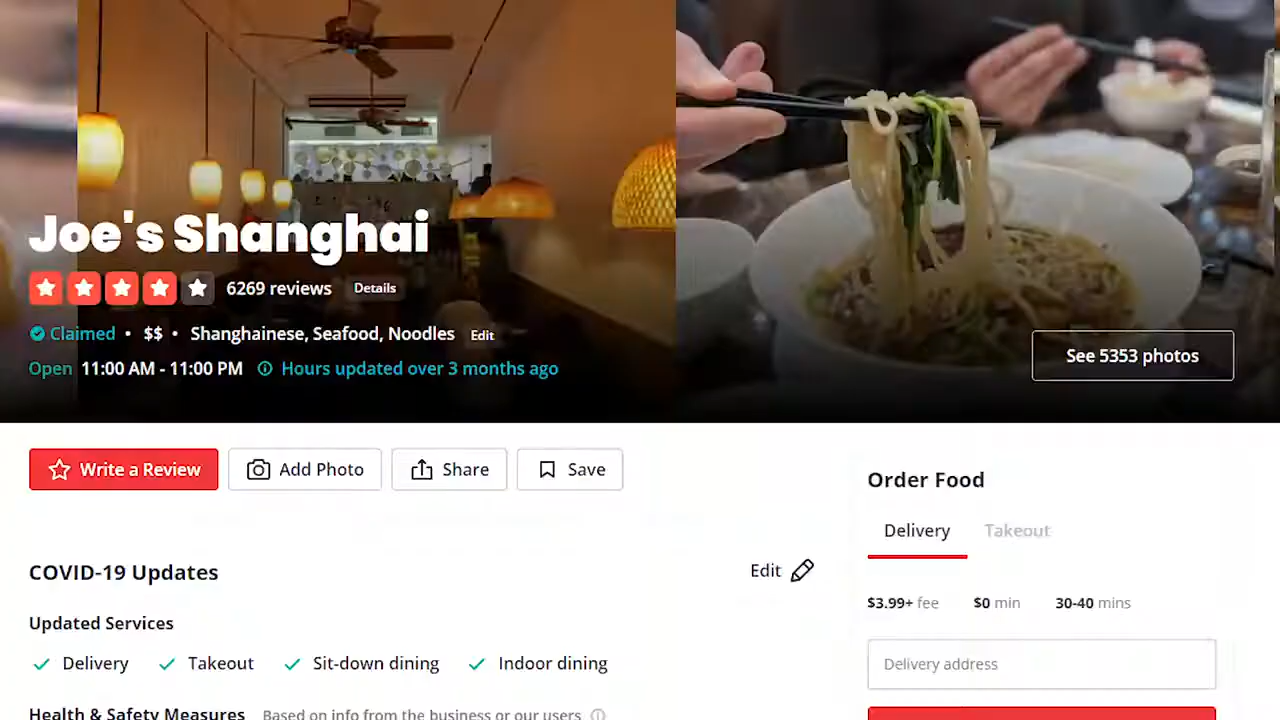 Joe's Shanghai
6269 reviews Details
Claimed • $$ • Shanghainese, Seafood, Noodles Edit
Open 11:00 AM - 11:00 PM Hours updated over 3 months ago
See 5353 photos
Write a Review Add Photo Share Save
COVID-19 Updates Edit
Updated Services
Delivery Takeout Sit-down dining Indoor dining
Health & Safety Measures Based on info from the business or our users
Order Food
Delivery Takeout
$3.99+ fee $0 min 30-40 mins
Delivery address